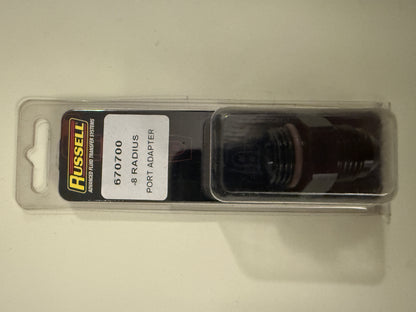 RUSSELL
ADVANCED FLUID TRANSFER SYSTEMS
670700
-8 RADIUS
PORT ADAPTER